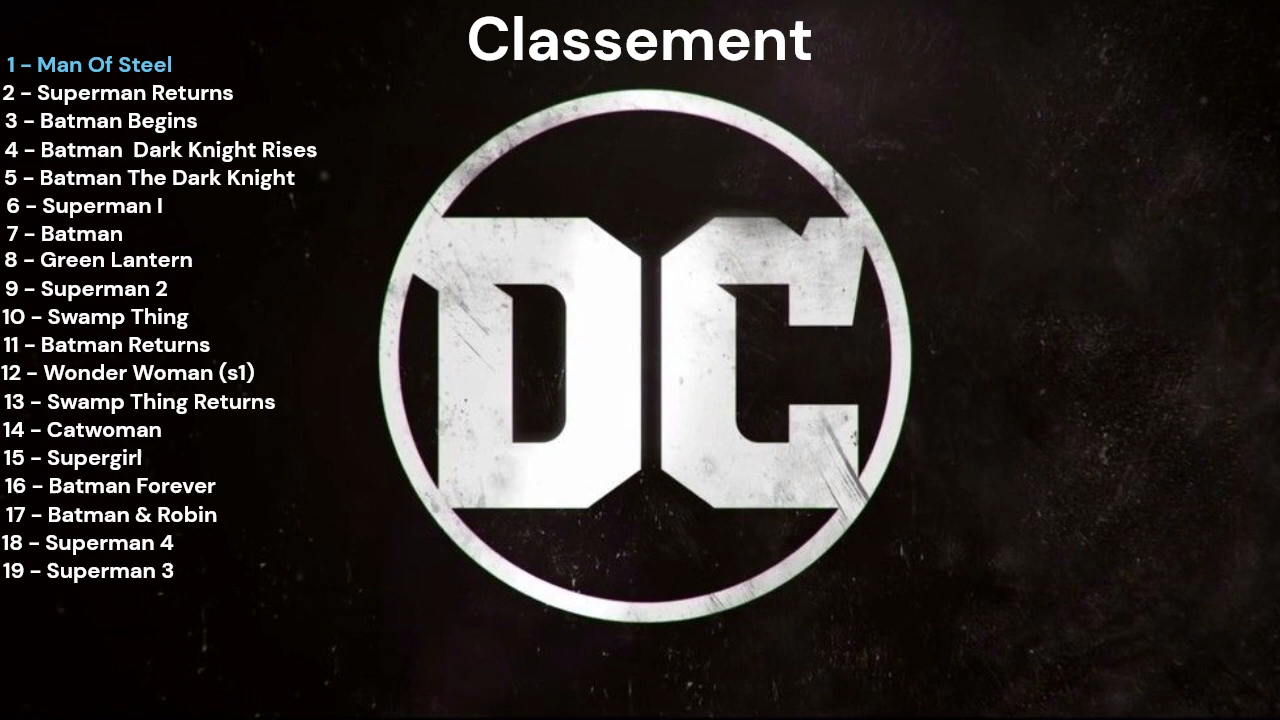 Classement
1 - Man Of Steel
2 - Superman Returns
3 - Batman Begins
4 - Batman  Dark Knight Rises
5 - Batman The Dark Knight
6 - Superman I
7 - Batman
8 - Green Lantern
9 - Superman 2
10 - Swamp Thing
11 - Batman Returns
12 - Wonder Woman (s1)
13 - Swamp Thing Returns
14 - Catwoman
15 - Supergirl
16 - Batman Forever
17 - Batman & Robin
18 - Superman 4
19 - Superman 3
DC